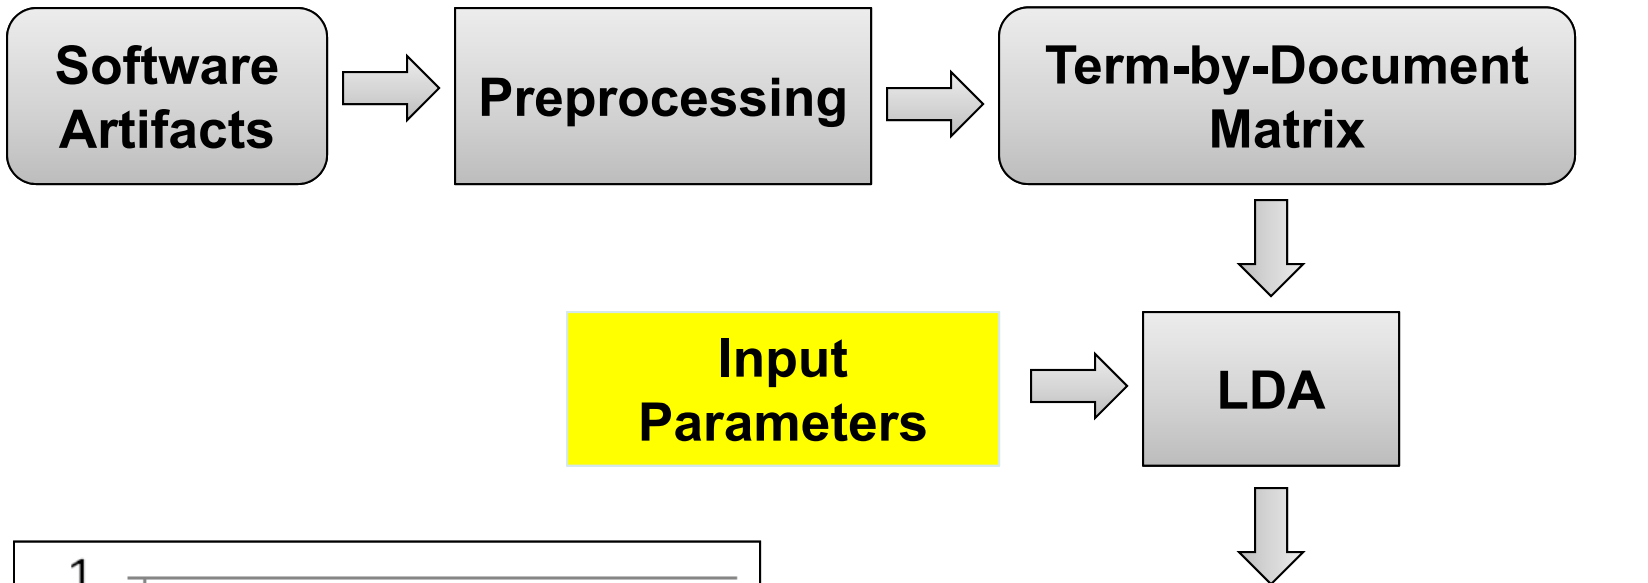 Software
Artifacts
Preprocessing
Term-by-Document
Matrix
Input
Parameters
LDA
1